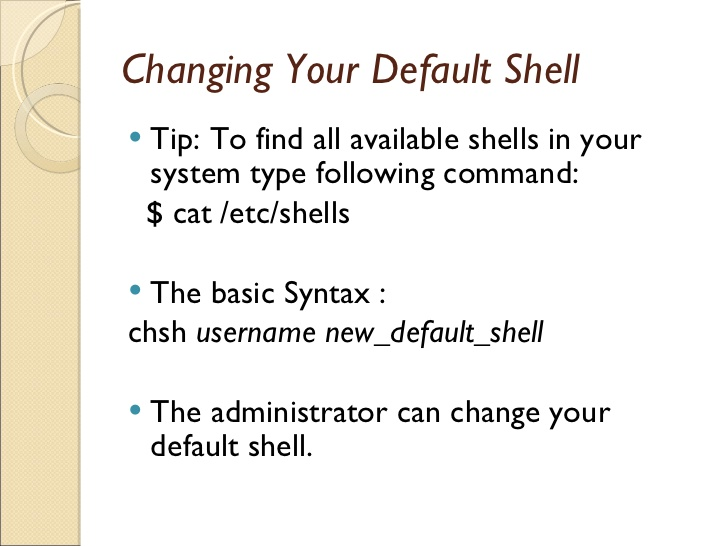 Changing Your Default Shell
• Tip: To find all available shells in your
system type following command:
$ cat /etc/shells
• The basic Syntax :
chsh username new_default_shell
• The administrator can change your
default shell.